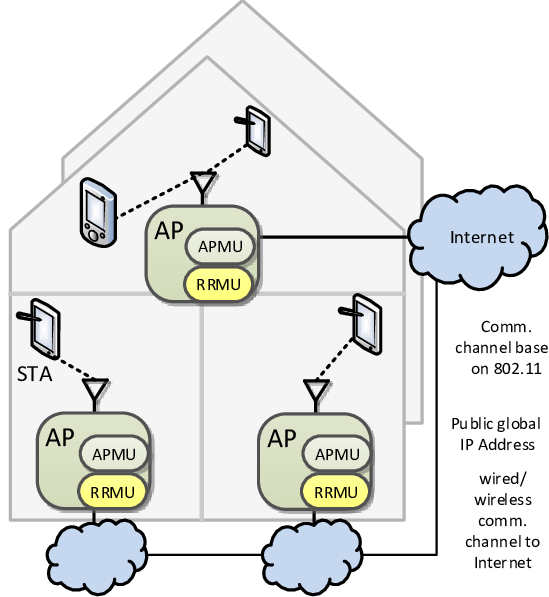 AP
APMU
RRMU
Internet
STA
Comm.
channel base
on 802.11
AP
APMU
RRMU
AP
APMU
RRMU
Public global
IP Address
wired/
wireless
comm.
channel to
Internet